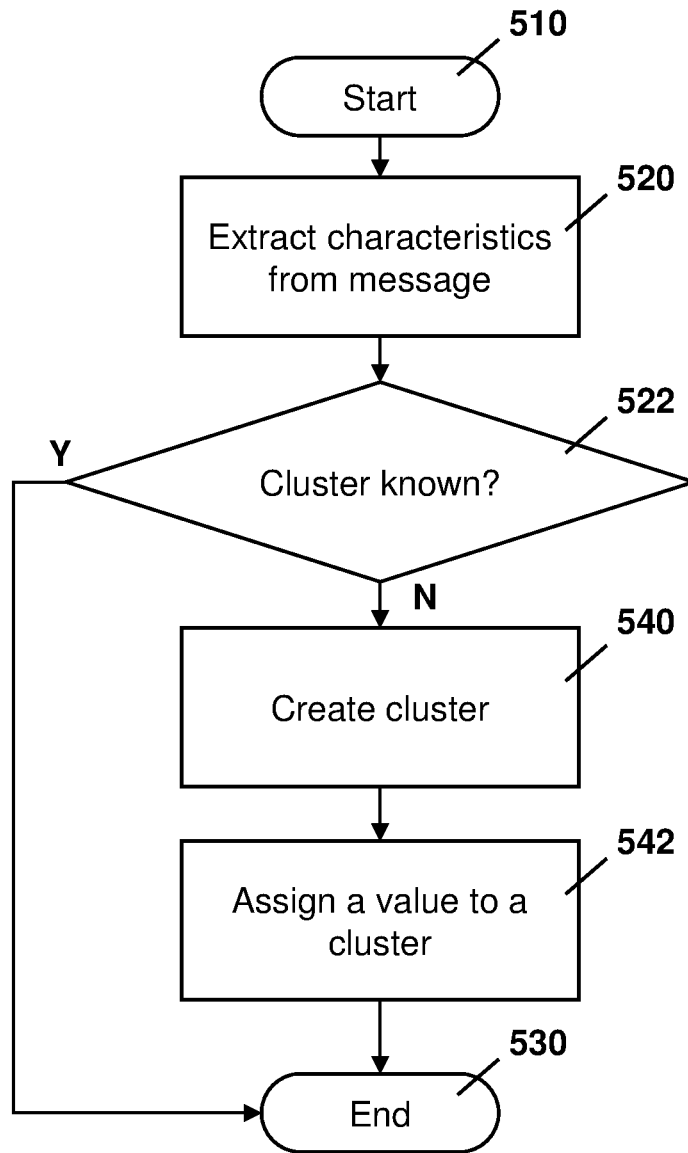 510
Start
520
Extract characteristics
from message
522
Y
Cluster known?
N
540
Create cluster
542
Assign a value to a
cluster
530
End